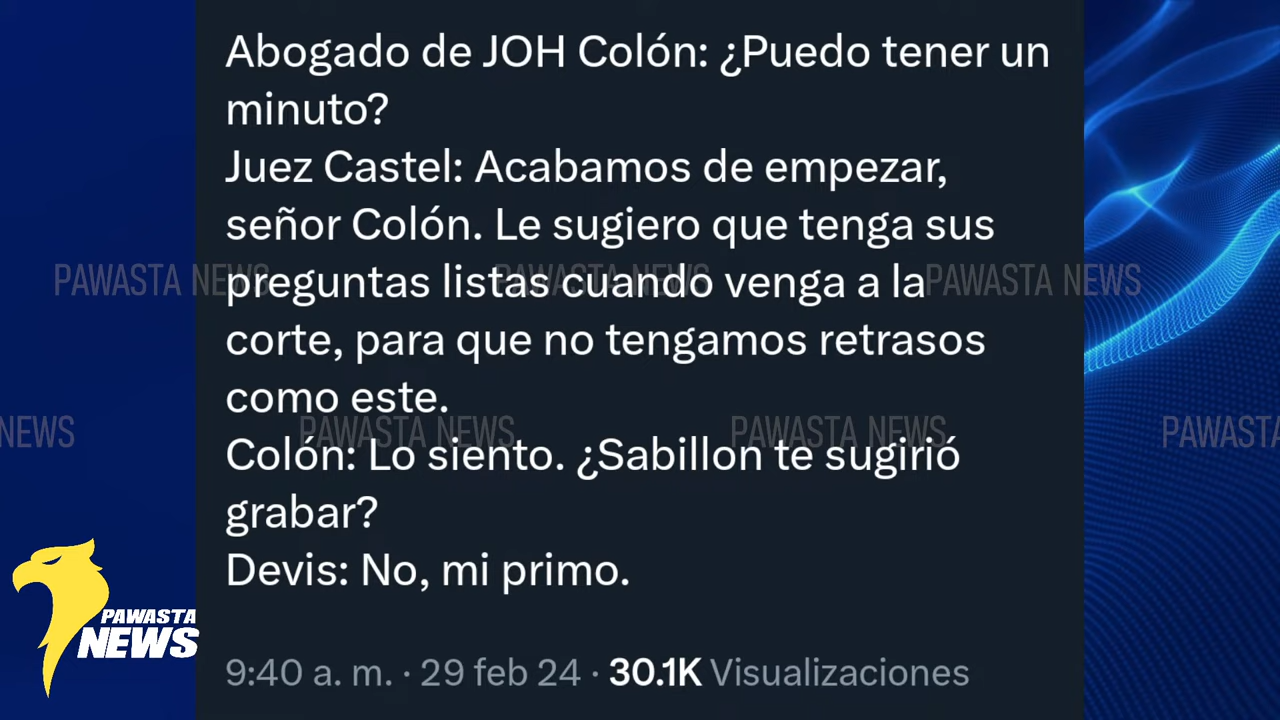 Abogado de JOH Colón: ¿Puedo tener un
minuto?
Juez Castel: Acabamos de empezar,
señor Colón. Le sugiero que tenga sus
PAWASTA NEWS PAWASTA NEWS PAWASTA NEWS
preguntas listas cuando venga a la
corte, para que no tengamos retrasos
como este.
NEWS PAWASTA NEWS PAWASTA NEWS PAWASTA
Colón: Lo siento. ¿Sabillon te sugirió
grabar?
Devis: No, mi primo.
PAWASTA
NEWS
9:40 a. m. · 29 feb 24 · 30.1K Visualizaciones